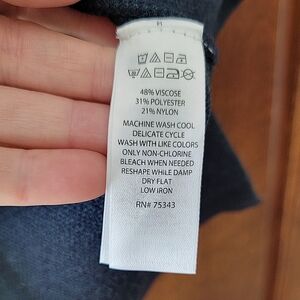 48% VISCOSE
31% POLYESTER
21% NYLON
MACHINE WASH COOL
DELICATE CYCLE
WASH WITH LIKE COLORS
ONLY NON-CHLORINE
BLEACH WHEN NEEDED
RESHAPE WHILE DAMP
DRY FLAT
LOW IRON
RN# 75343